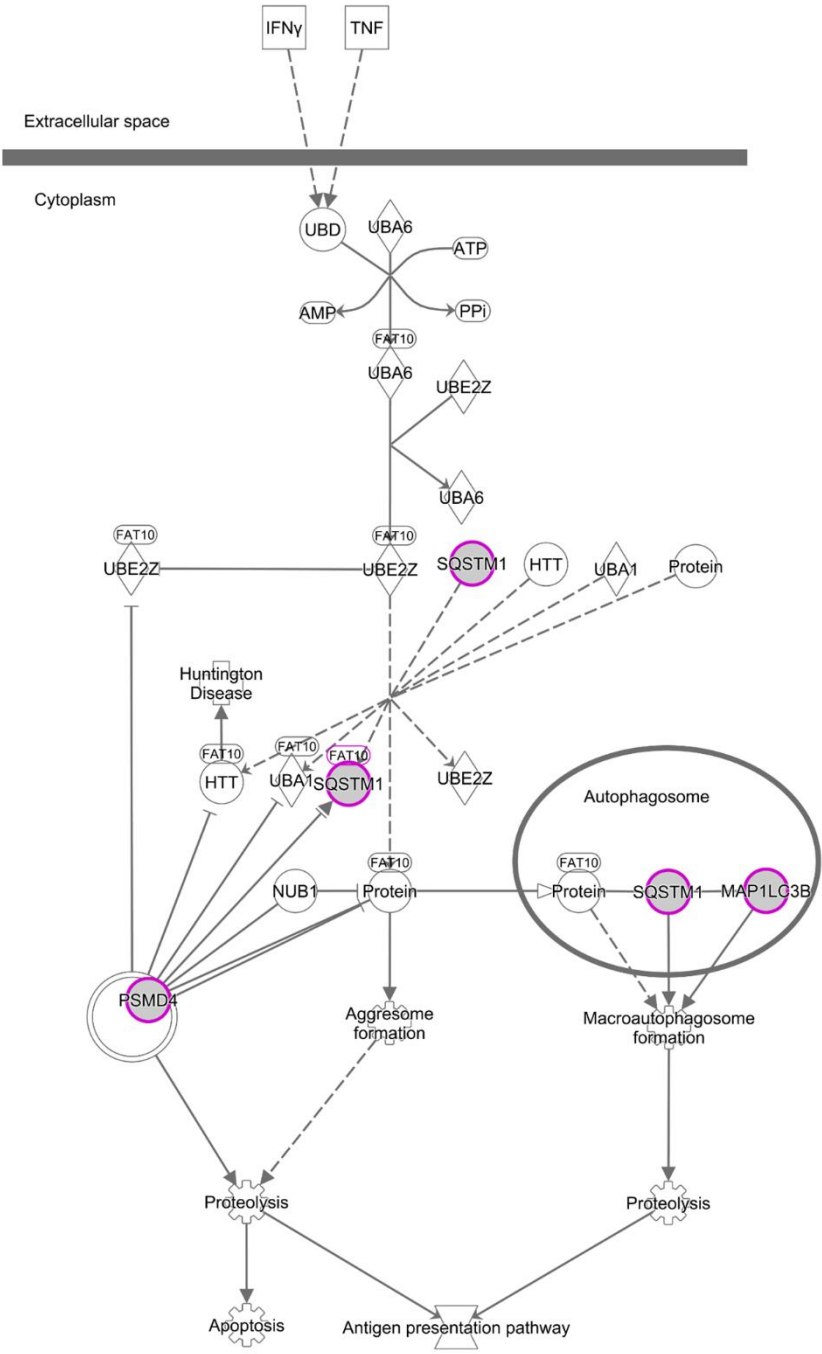 IFNγ TNF
Extracellular space
Cytoplasm
UBD UBA6
ATP
AMP PPi
FAT10
UBA6
UBE2Z
UBA6
FAT10 FAT10
UBE2Z UBE2Z SQSTM1 HTT UBA1 Protein
Huntington
Disease
FAT10 FAT10 FAT10
HTT UBA1 SQSTM1 UBE2Z
Autophagosome
FAT10 FAT10
NUB1 Protein Protein SQSTM1 MAP1LC3B
PSMD4
Aggresome
formation
Macroautophagosome
formation
Proteolysis Proteolysis
Apoptosis Antigen presentation pathway